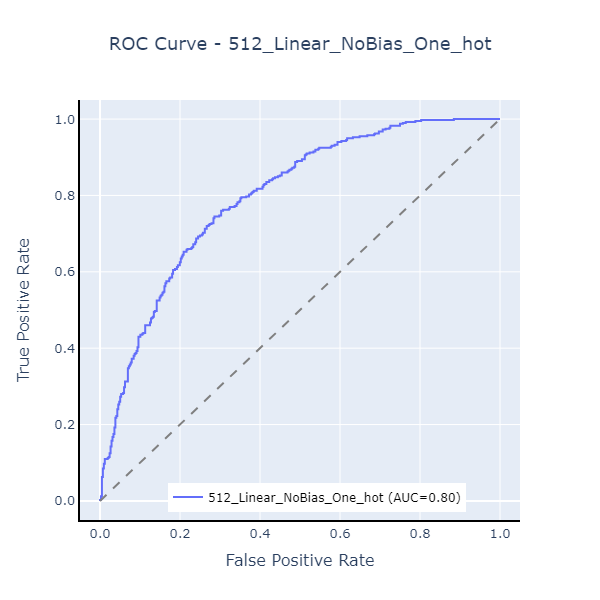 ROC Curve - 512_Linear_NoBias_One_hot
True Positive Rate
1.0
0.8
0.6
0.4
0.2
0.0
512_Linear_NoBias_One_hot (AUC=0.80)
0.0 0.2 0.4 0.6 0.8 1.0
False Positive Rate